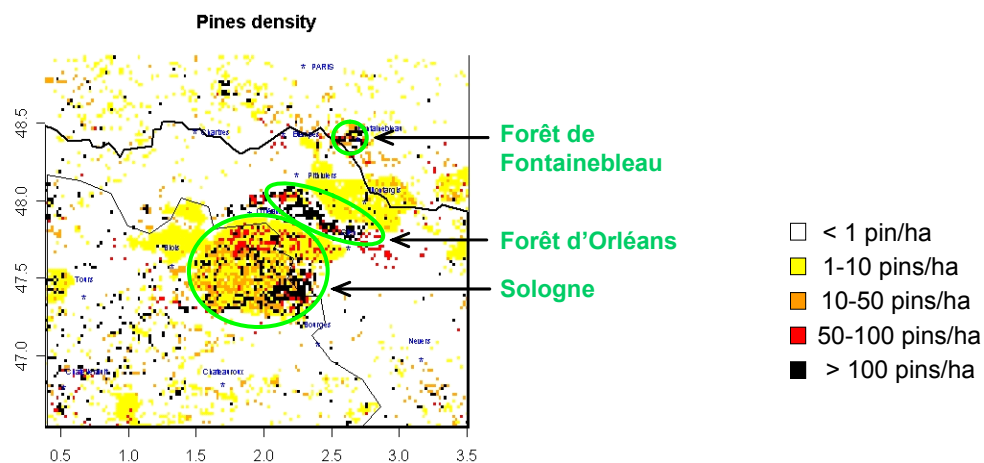 Pines density
* PARIS
48.5
Chartres
Forêt de
Fontainebleau
48.0
Pithiviers
Montargis
< 1 pin/ha
Forêt d'Orléans
Blois
1-10 pins/ha
47.5
Tours
Sologne
10-50 pins/ha
Bourges
50-100 pins/ha
47.0
Nevers
> 100 pins/ha
Chateauroux
0.5 1.0 1.5 2.0 2.5 3.0 3.5